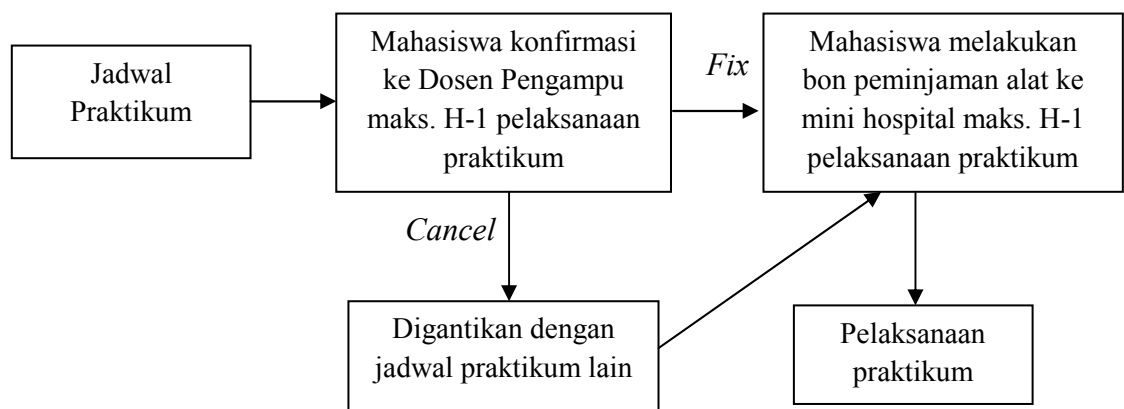 Jadwal
Praktikum
Mahasiswa konfirmasi
ke Dosen Pengampu
maks. H-1 pelaksanaan
praktikum
Fix
Mahasiswa melakukan
bon peminjaman alat ke
mini hospital maks. H-1
pelaksanaan praktikum
Cancel
Digantikan dengan
jadwal praktikum lain
Pelaksanaan
praktikum